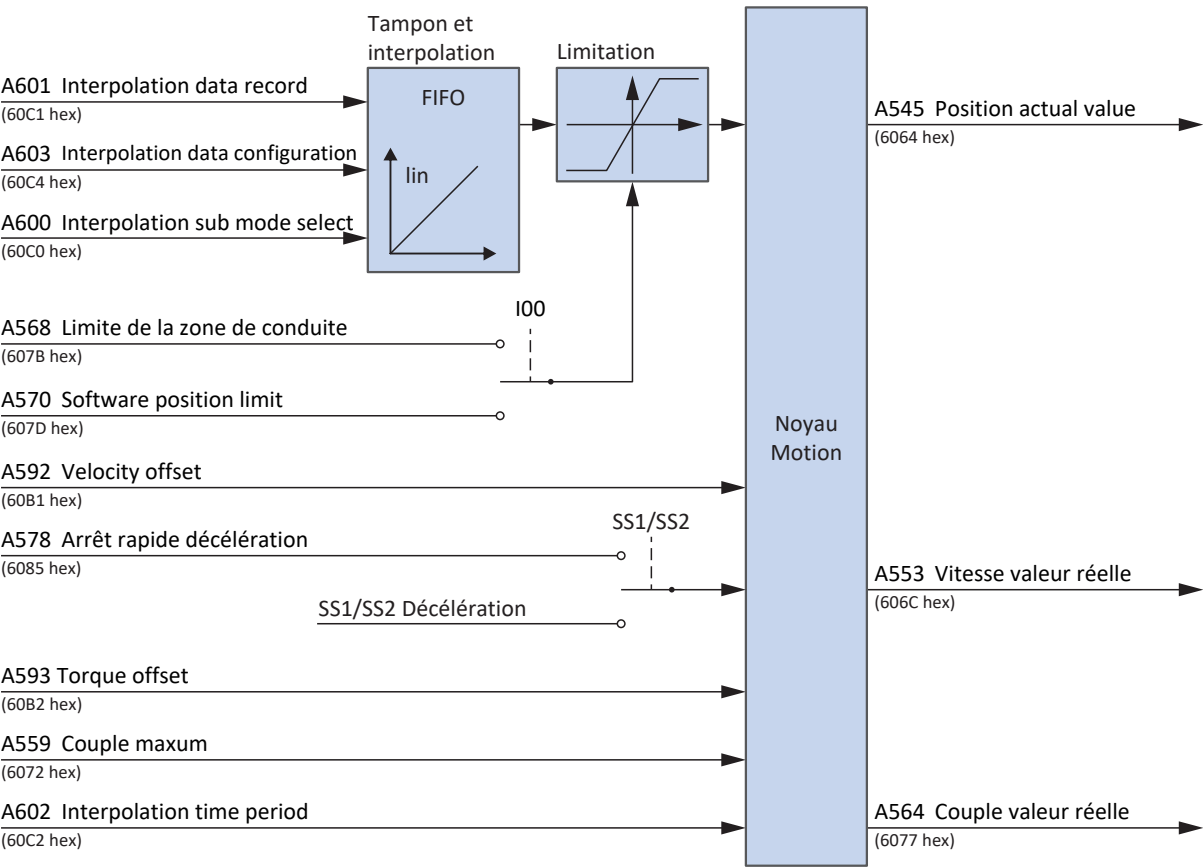 Tampon et
interpolation
Limitation
A601 Interpolation data record
(60C1 hex)
FIFO
A603 Interpolation data configuration
(60C4 hex)
lin
A600 Interpolation sub mode select
(60C0 hex)
A545 Position actual value
(6064 hex)
I00
A568 Limite de la zone de conduite
(607B hex)
A570 Software position limit
(607D hex)
Noyau
Motion
A592 Velocity offset
(60B1 hex)
SS1/SS2
A578 Arrêt rapide décélération
(6085 hex)
A553 Vitesse valeur réelle
(606C hex)
SS1/SS2 Décélération
A593 Torque offset
(60B2 hex)
A559 Couple maxum
(6072 hex)
A602 Interpolation time period
(60C2 hex)
A564 Couple valeur réelle
(6077 hex)